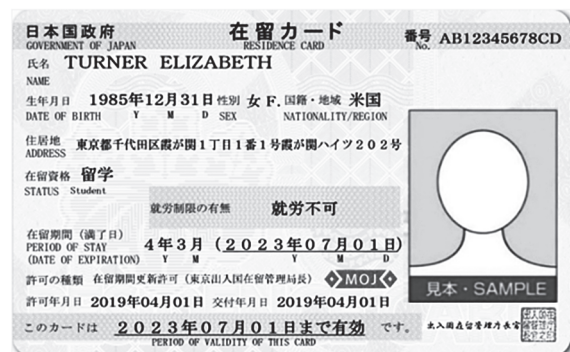 日本国政府 在留カード 番号 AB12345678CD
GOVERNMENT OF JAPAN RESIDENCE CARD No.
氏名 TURNER ELIZABETH
NAME
生年月日 1985年12月31日 性別 女 F. 国籍・地域 米国
DATE OF BIRTH Y M D SEX NATIONALITY/REGION
住居地 東京都千代田区霞が関1丁目1番1号霞が関ハイツ202号
ADDRESS
在留資格 留学
STATUS Student
就労制限の有無 就労不可
在留期間(満了日) 4年3月(2023年07月01日)
PERIOD OF STAY Y M Y M D
(DATE OF EXPIRATION)
許可の種類 在留期間更新許可(東京出入国在留管理局長) MOJ
見本・SAMPLE
許可年月日 2019年04月01日 交付年月日 2019年04月01日
このカードは 2023年07月01日まで有効 です。 出入国在留管理庁長官
PERIOD OF VALIDITY OF THIS CARD